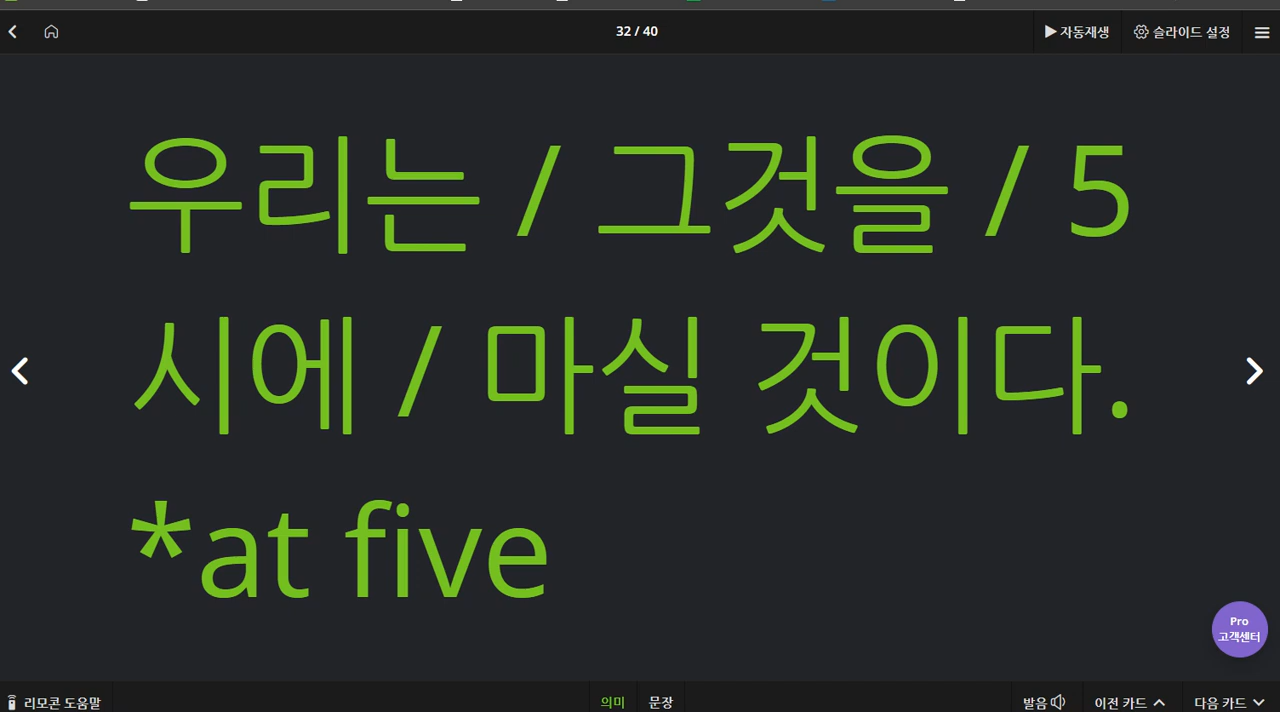 32 / 40
자동재생
슬라이드 설정
우리는 / 그것을 / 5
시에 / 마실 것이다.
*at five
Pro
고객센터
리모콘 도움말
의미
문장
발음
이전 카드
다음 카드